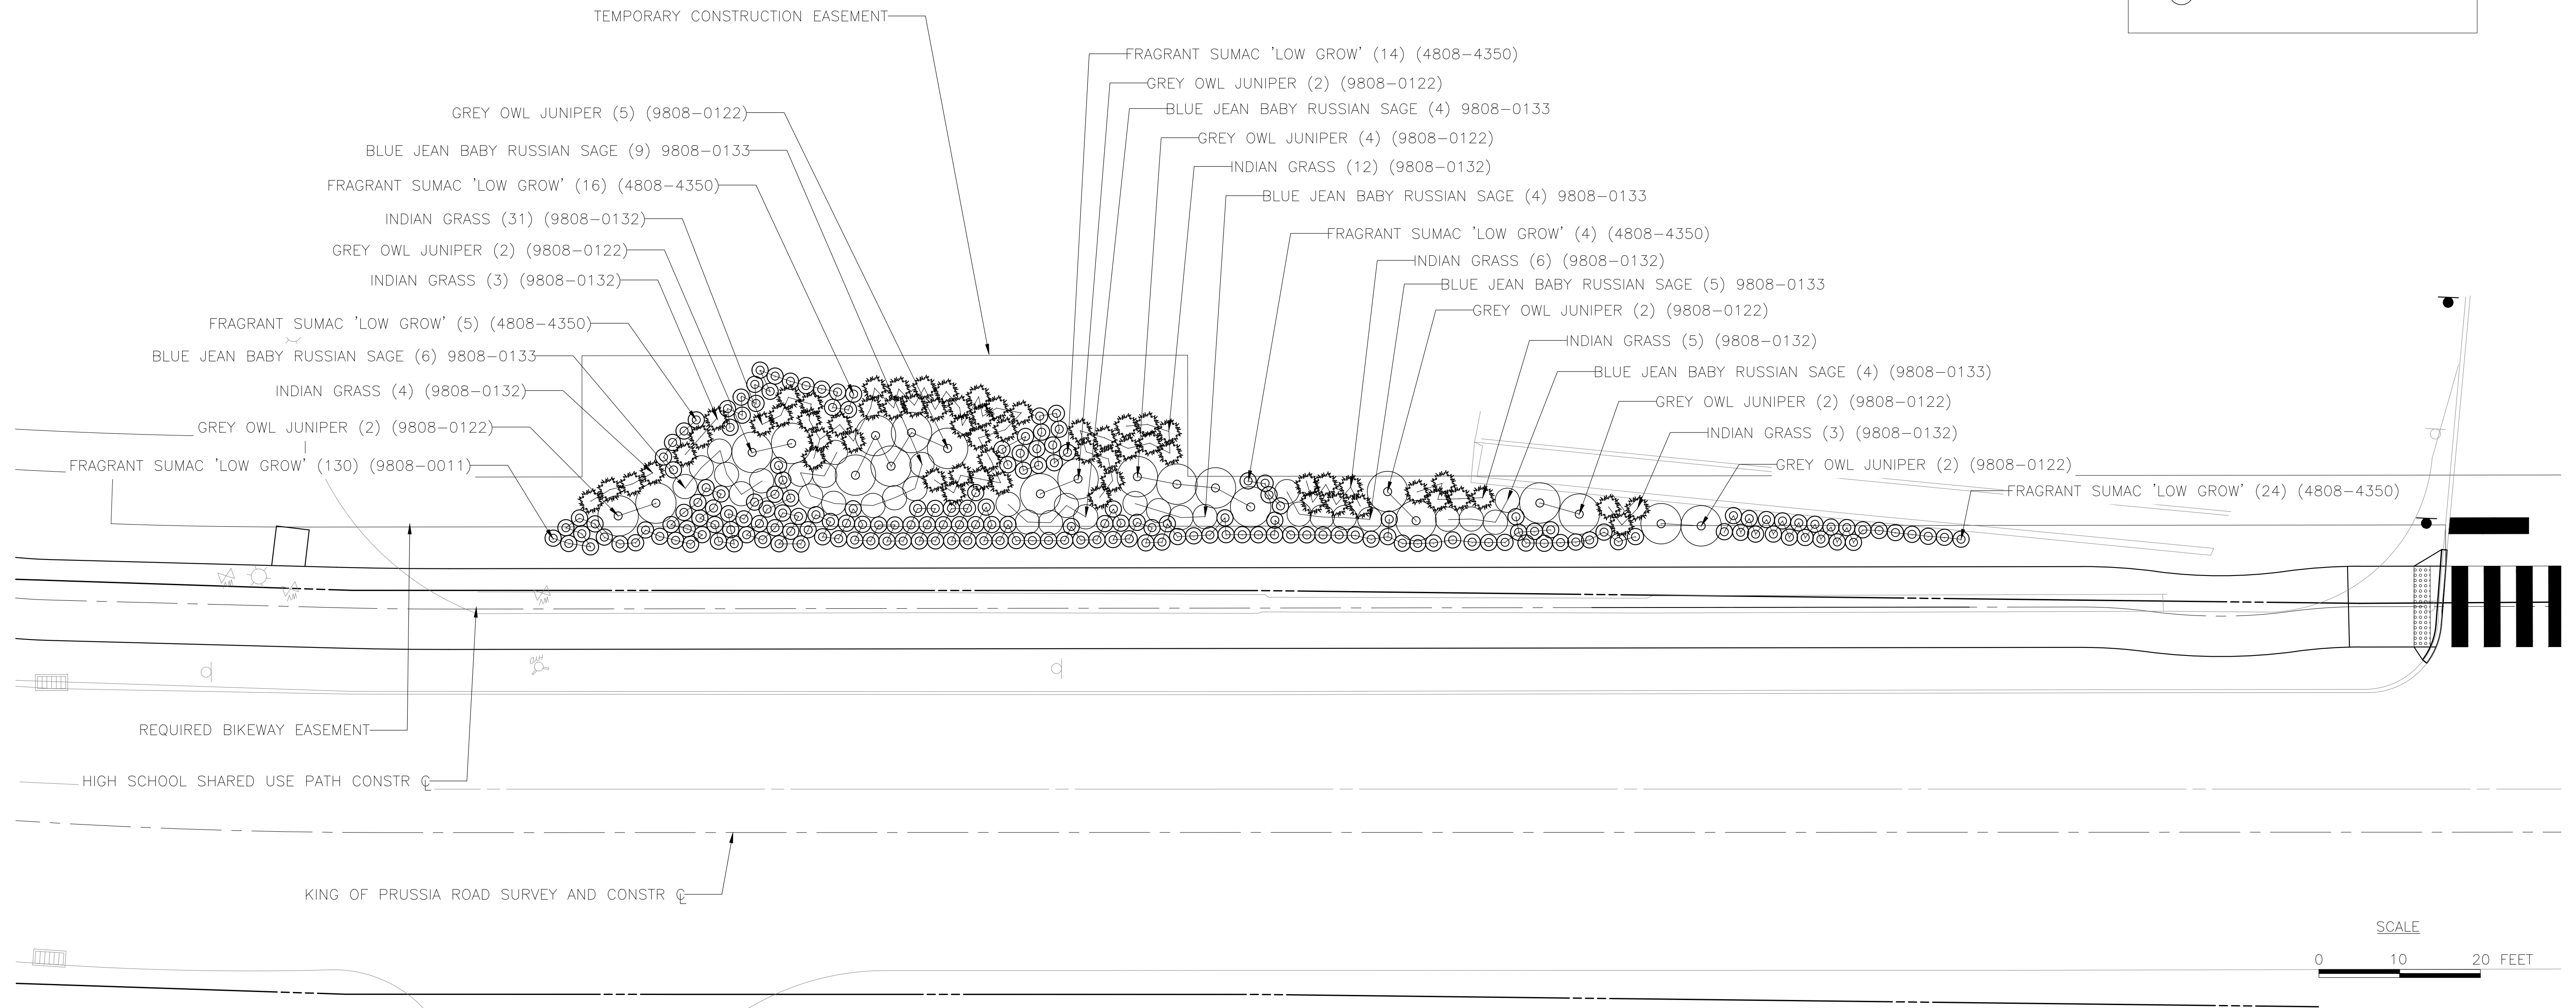 TEMPORARY CONSTRUCTION EASEMENT
FRAGRANT SUMAC 'LOW GROW' (14) (4808-4350)
GREY OWL JUNIPER (2) (9808-0122)
BLUE JEAN BABY RUSSIAN SAGE (4) 9808-0133
GREY OWL JUNIPER (4) (9808-0122)
INDIAN GRASS (12) (9808-0132)
BLUE JEAN BABY RUSSIAN SAGE (4) 9808-0133
FRAGRANT SUMAC 'LOW GROW' (4) (4808-4350)
INDIAN GRASS (6) (9808-0132)
BLUE JEAN BABY RUSSIAN SAGE (5) 9808-0133
GREY OWL JUNIPER (2) (9808-0122)
INDIAN GRASS (5) (9808-0132)
BLUE JEAN BABY RUSSIAN SAGE (4) (9808-0133)
GREY OWL JUNIPER (2) (9808-0122)
INDIAN GRASS (3) (9808-0132)
GREY OWL JUNIPER (2) (9808-0122)
FRAGRANT SUMAC 'LOW GROW' (24) (4808-4350)
GREY OWL JUNIPER (5) (9808-0122)
BLUE JEAN BABY RUSSIAN SAGE (9) 9808-0133
FRAGRANT SUMAC 'LOW GROW' (16) (4808-4350)
INDIAN GRASS (31) (9808-0132)
GREY OWL JUNIPER (2) (9808-0122)
INDIAN GRASS (3) (9808-0132)
FRAGRANT SUMAC 'LOW GROW' (5) (4808-4350)
BLUE JEAN BABY RUSSIAN SAGE (6) 9808-0133
INDIAN GRASS (4) (9808-0132)
GREY OWL JUNIPER (2) (9808-0122)
FRAGRANT SUMAC 'LOW GROW' (130) (9808-0011)
WV
WV
WV
HYD
REQUIRED BIKEWAY EASEMENT
HIGH SCHOOL SHARED USE PATH CONSTR ℄
KING OF PRUSSIA ROAD SURVEY AND CONSTR ℄
SCALE
0 10 20 FEET